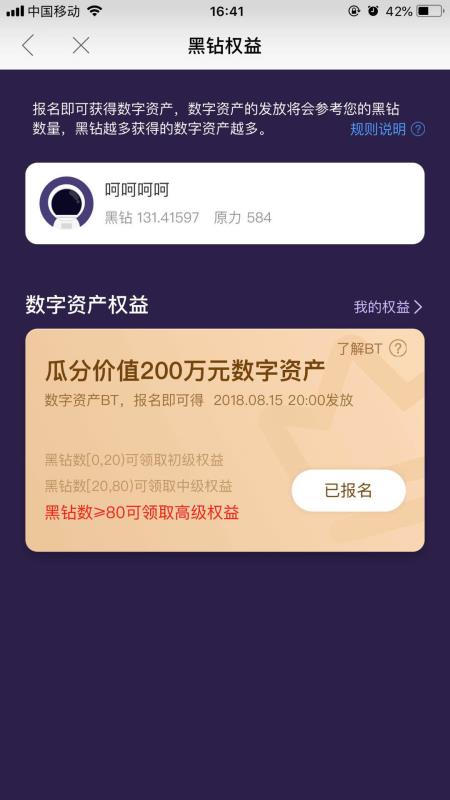 中国移动 16:41 42%
黑钻权益
报名即可获得数字资产，数字资产的发放将会参考您的黑钻
数量，黑钻越多获得的数字资产越多。 规则说明 ?
呵呵呵呵
黑钻 131.41597 原力 584
数字资产权益 我的权益
了解BT ?
瓜分价值200万元数字资产
数字资产BT，报名即可得 2018.08.15 20:00发放
黑钻数[0,20)可领取初级权益
黑钻数[20,80)可领取中级权益
黑钻数≥80可领取高级权益
已报名